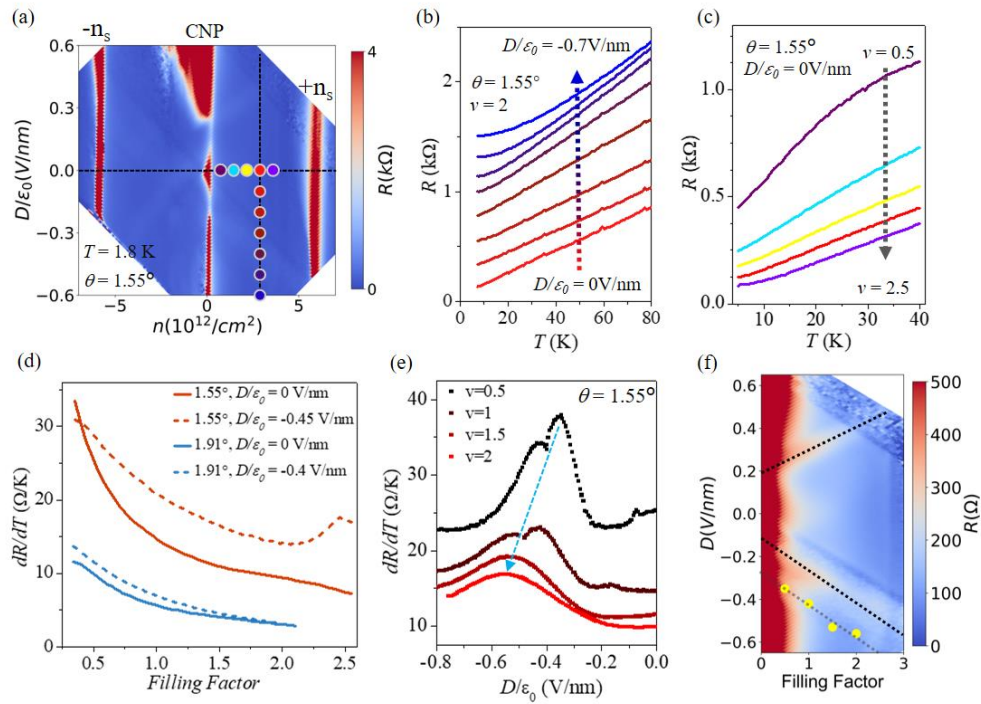 (a)
-nₛ
CNP
+nₛ
D/ε₀(V/nm)
0.6
0.3
0.0
−0.3
−0.6
T = 1.8 K
θ = 1.55°
−5
0
5
n(10¹²/cm²)
4
0
R(kΩ)
(b)
D/ε₀ = -0.7V/nm
θ = 1.55°
v = 2
D/ε₀ = 0V/nm
R (kΩ)
2
1
0
0
20
40
60
80
T (K)
(c)
θ = 1.55°
D/ε₀ = 0V/nm
v = 0.5
v = 2.5
R (kΩ)
1.0
0.5
0.0
10
20
30
40
T (K)
(d)
1.55°, D/ε₀ = 0 V/nm
1.55°, D/ε₀ = -0.45 V/nm
1.91°, D/ε₀ = 0 V/nm
1.91°, D/ε₀ = -0.4 V/nm
dR/dT (Ω/K)
30
20
10
0
0.5
1.0
1.5
2.0
2.5
Filling Factor
(e)
v=0.5
v=1
v=1.5
v=2
θ = 1.55°
dR/dT (Ω/K)
40
30
20
10
-0.8
-0.6
-0.4
-0.2
0.0
D/ε₀ (V/nm)
(f)
D(V/nm)
0.6
0.4
0.2
0.0
−0.2
−0.4
−0.6
0
1
2
3
Filling Factor
500
400
300
200
100
0
R(Ω)